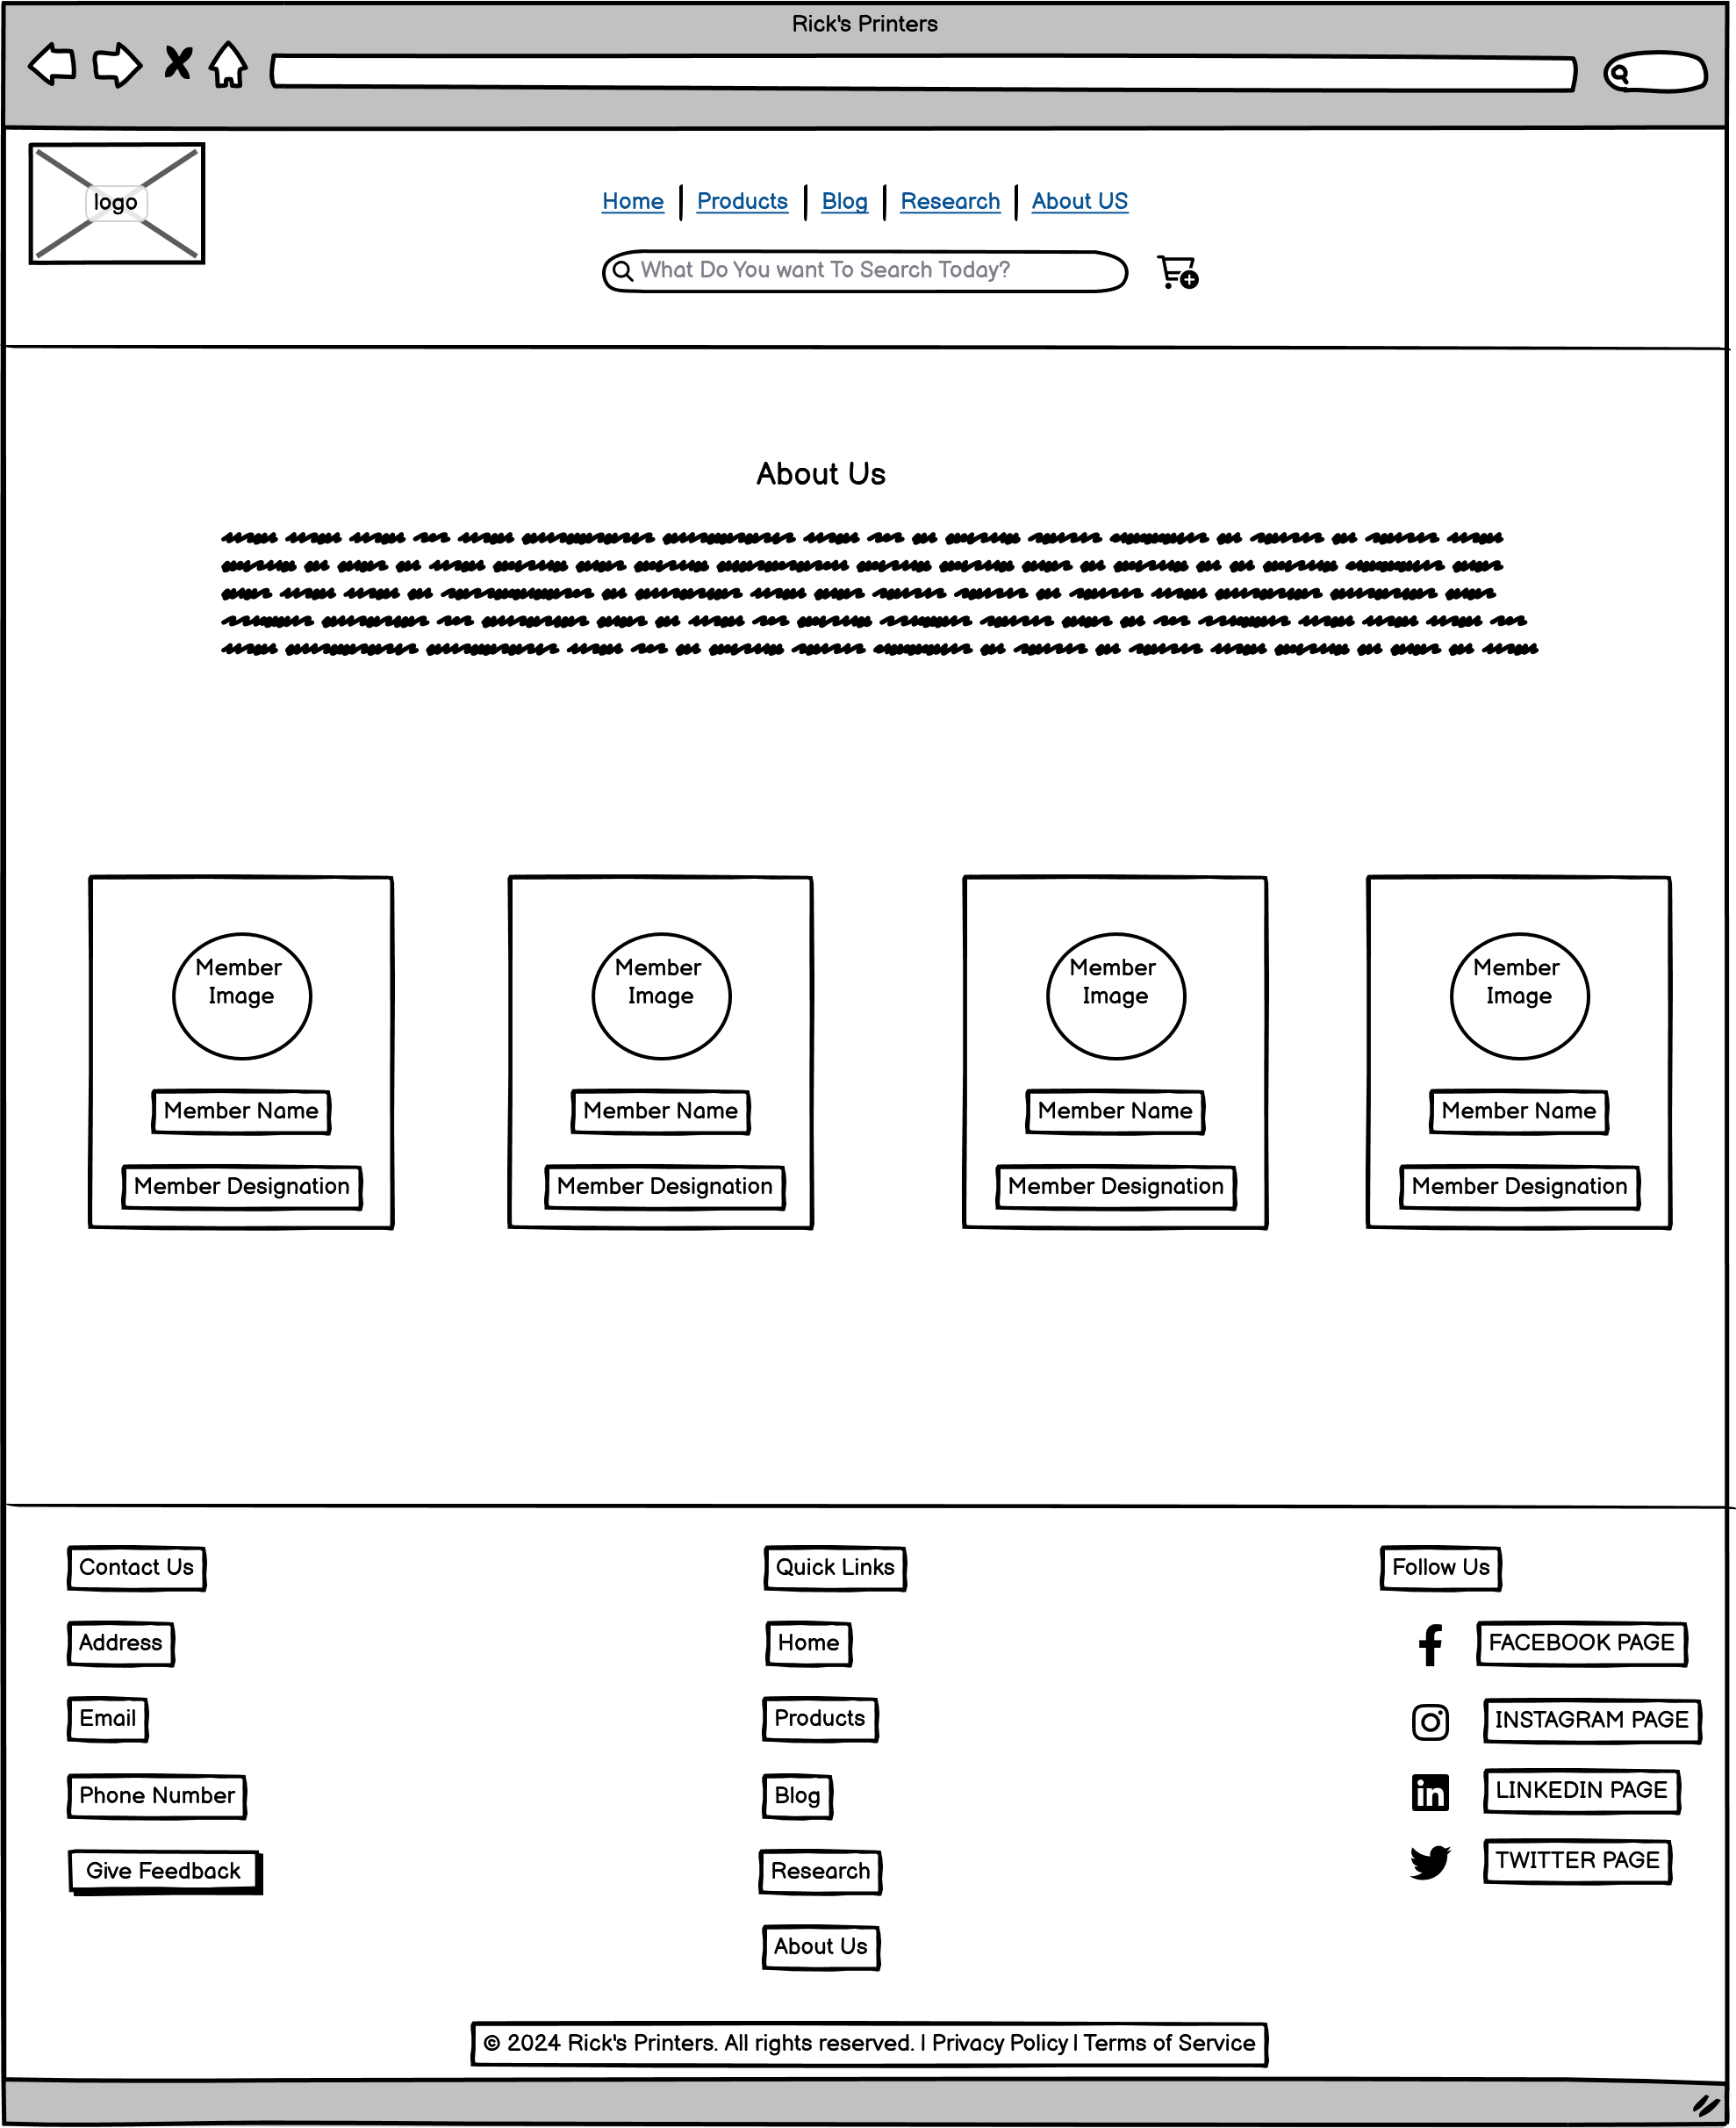 Rick's Printers
logo
Home | Products | Blog | Research | About US
What Do You want To Search Today?
About Us
Member
Image
Member Name
Member Designation
Member
Image
Member Name
Member Designation
Member
Image
Member Name
Member Designation
Member
Image
Member Name
Member Designation
Contact Us
Address
Email
Phone Number
Give Feedback
Quick Links
Home
Products
Blog
Research
About Us
Follow Us
FACEBOOK PAGE
INSTAGRAM PAGE
LINKEDIN PAGE
TWITTER PAGE
© 2024 Rick's Printers. All rights reserved. | Privacy Policy | Terms of Service